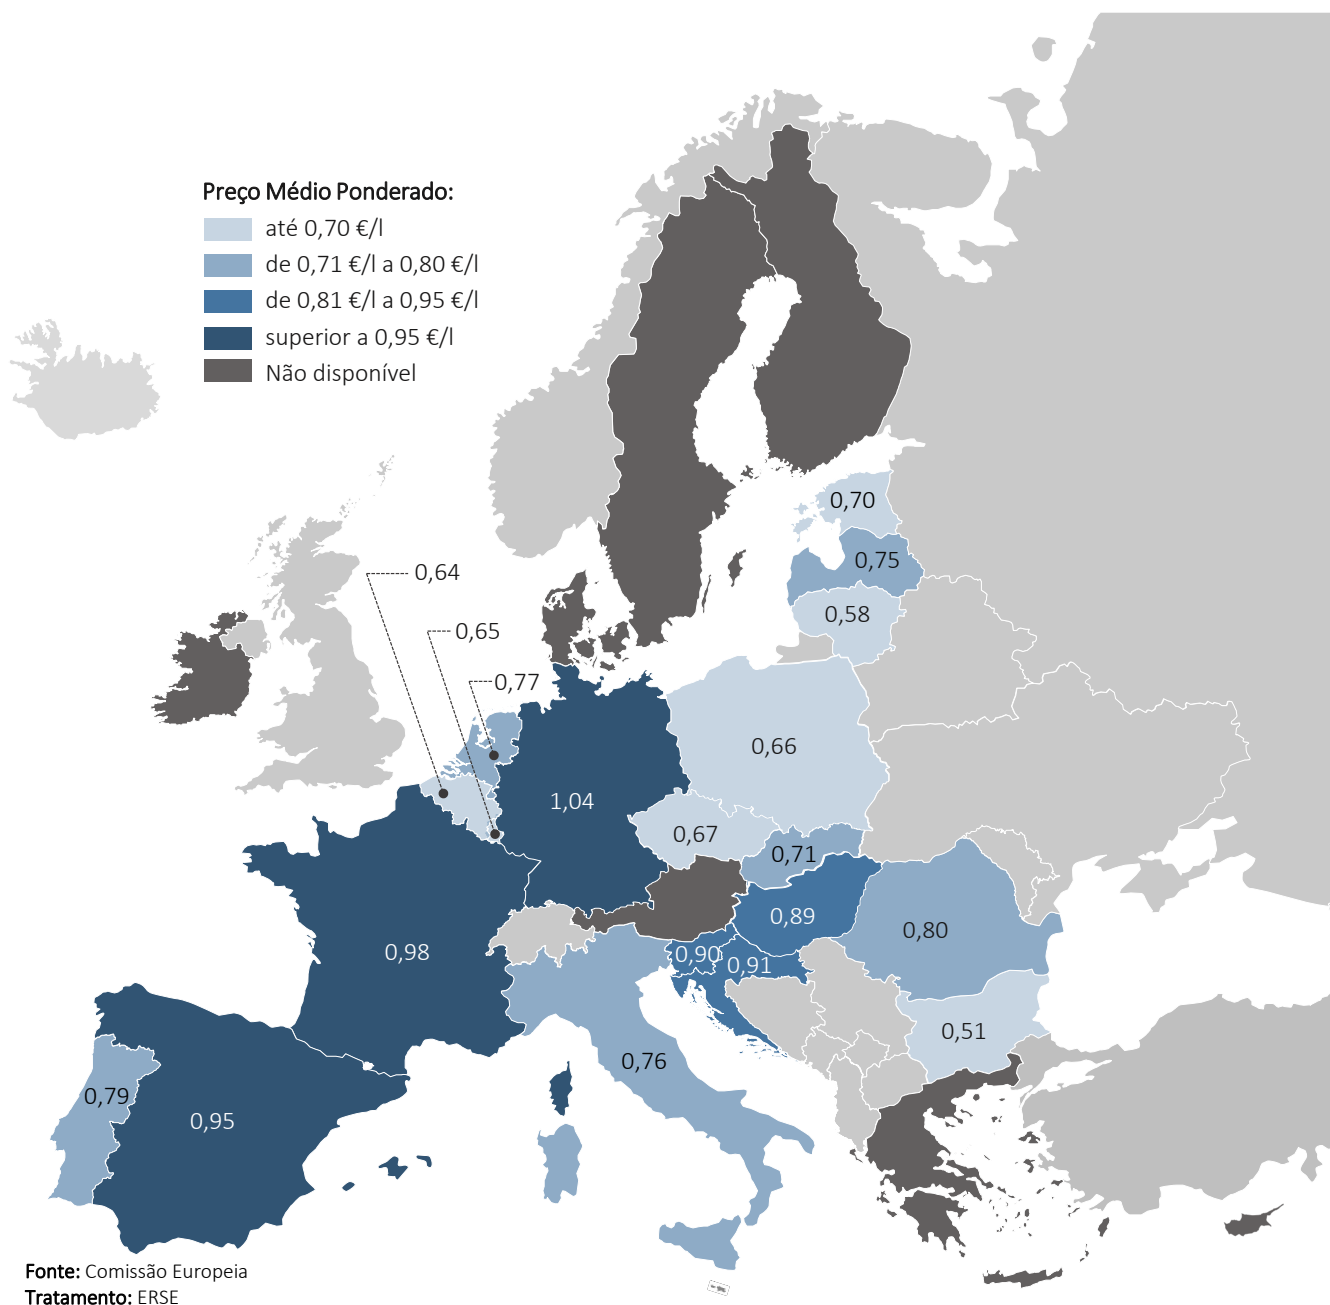 Preço Médio Ponderado:
até 0,70 €/l
de 0,71 €/l a 0,80 €/l
de 0,81 €/l a 0,95 €/l
superior a 0,95 €/l
Não disponível
0,70
0,75
0,64
0,58
0,65
0,77
0,66
1,04
0,67
0,71
0,89
0,80
0,98
0,90
0,91
0,51
0,76
0,79
0,95
Fonte: Comissão Europeia
Tratamento: ERSE